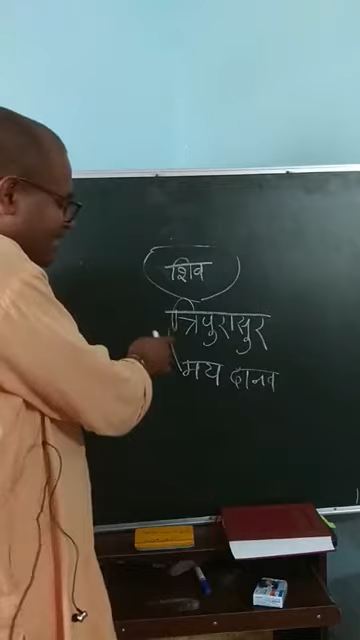 शिव
त्रिपुरासुर
मय दानव